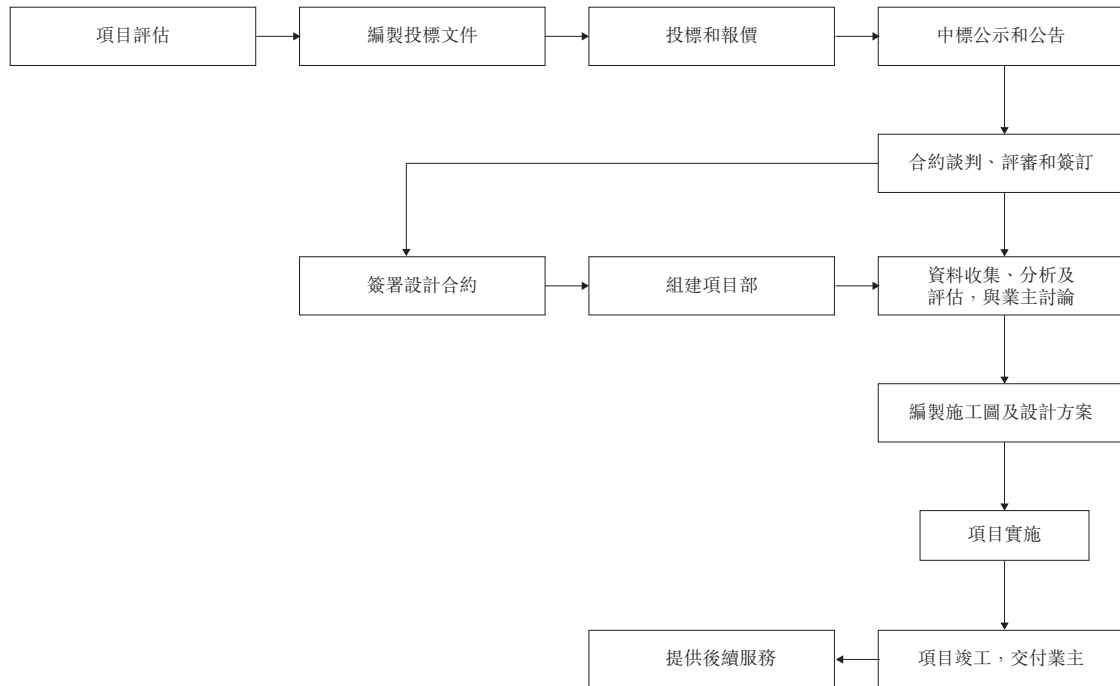 項目評估
編製投標文件
投標和報價
中標公示和公告
合約談判、評審和簽訂
簽署設計合約
組建項目部
資料收集、分析及
評估，與業主討論
編製施工圖及設計方案
項目實施
項目竣工，交付業主
提供後續服務